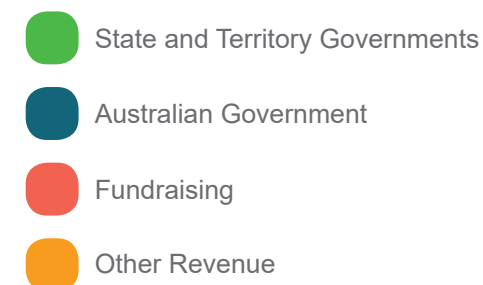 State and Territory Governments
Australian Government
Fundraising
Other Revenue